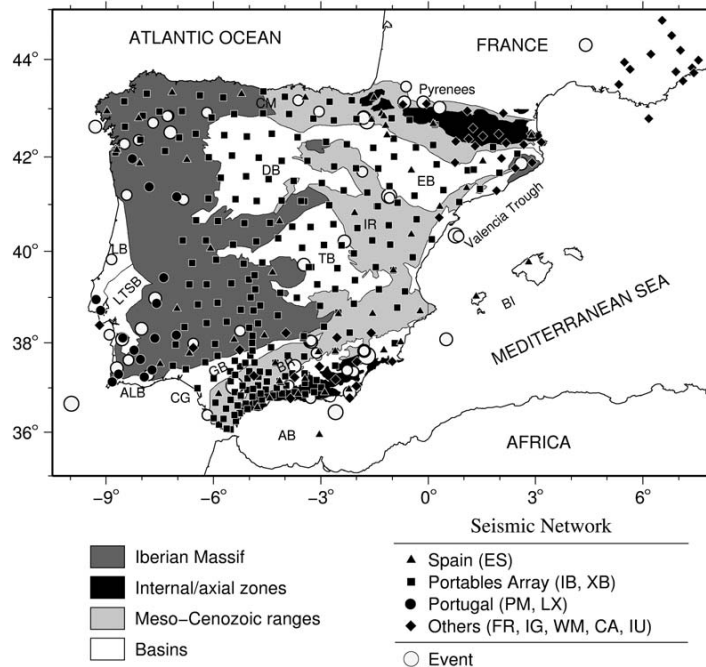 ATLANTIC OCEAN
FRANCE
44°
Pyrenees
CM
42°
DB
EB
Valencia Trough
IR
40°
TB
LB
LTSB
BI
MEDITERRANEAN SEA
38°
GB
ALB
CG
36°
AB
AFRICA
−9°
−6°
−3°
0°
3°
6°
Seismic Network
Iberian Massif
Internal/axial zones
Meso−Cenozoic ranges
Basins
Spain (ES)
Portables Array (IB, XB)
Portugal (PM, LX)
Others (FR, IG, WM, CA, IU)
Event